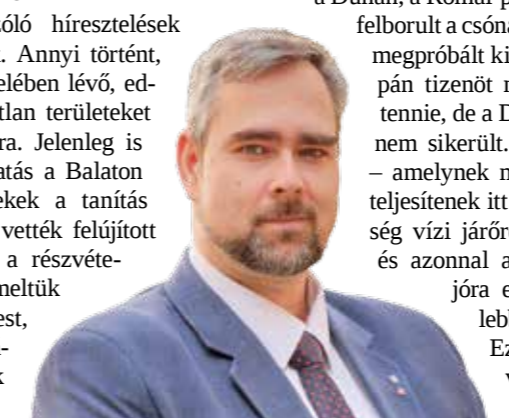 zóló híresztelések
. Annyi történt,
elében lévő, ed-
tlan területeket
ra. Jelenleg is
atás a Balaton
ekek a tanítás
vették felújított
a részvéte-
meltük
est,
k
a Dunán, a Római p
felborult a csóna
megpróbált ki
pán tizenöt m
tennie, de a D
nem sikerült.
– amelynek m
teljesítenek itt
ség vízi járőr
és azonnal a
jóra e
lebb
Ez
v